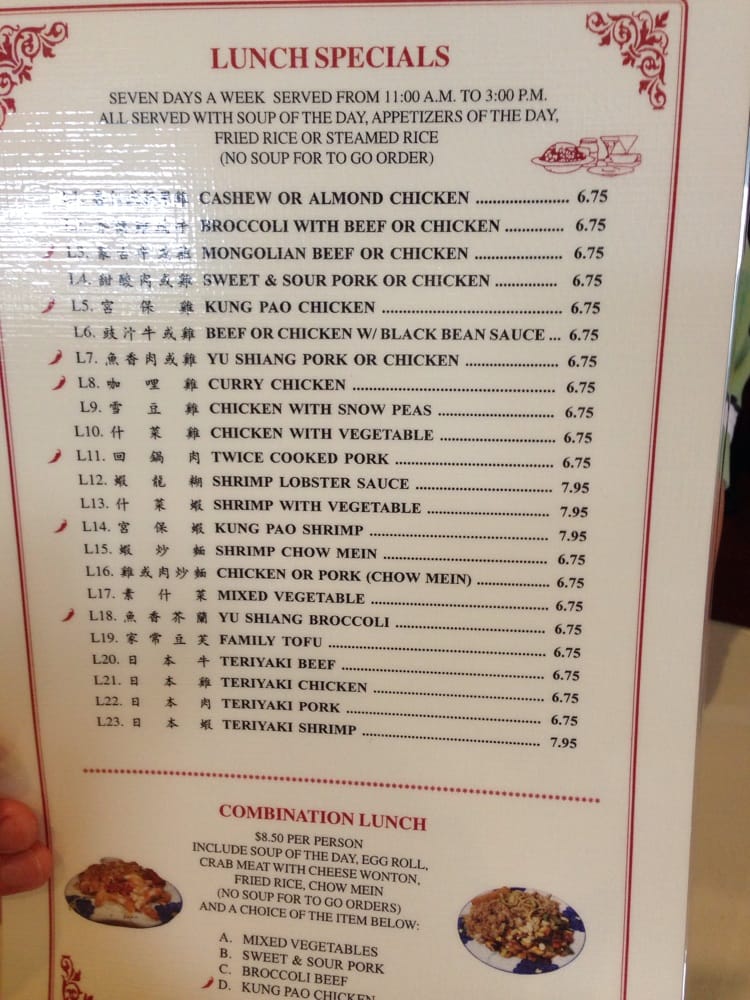 LUNCH SPECIALS
SEVEN DAYS A WEEK SERVED FROM 11:00 A.M. TO 3:00 P.M.
ALL SERVED WITH SOUP OF THE DAY, APPETIZERS OF THE DAY,
FRIED RICE OR STEAMED RICE
(NO SOUP FOR TO GO ORDER)
雞 CASHEW OR ALMOND CHICKEN ...................... 6.75
牛 BROCCOLI WITH BEEF OR CHICKEN .............. 6.75
L3. 蒙古牛或雞 MONGOLIAN BEEF OR CHICKEN ...................... 6.75
L4. 甜酸肉或雞 SWEET & SOUR PORK OR CHICKEN ............... 6.75
L5. 宮保雞 KUNG PAO CHICKEN .......................................... 6.75
L6. 豉汁牛或雞 BEEF OR CHICKEN W/ BLACK BEAN SAUCE ... 6.75
L7. 魚香肉或雞 YU SHIANG PORK OR CHICKEN ...................... 6.75
L8. 咖哩雞 CURRY CHICKEN ................................................. 6.75
L9. 雪豆雞 CHICKEN WITH SNOW PEAS ............................. 6.75
L10. 什菜雞 CHICKEN WITH VEGETABLE ............................ 6.75
L11. 回鍋肉 TWICE COOKED PORK ...................................... 6.75
L12. 蝦龍糊 SHRIMP LOBSTER SAUCE .................................. 7.95
L13. 什菜蝦 SHRIMP WITH VEGETABLE ............................... 7.95
L14. 宮保蝦 KUNG PAO SHRIMP ........................................... 7.95
L15. 蝦炒麵 SHRIMP CHOW MEIN ........................................ 6.75
L16. 雞或肉炒麵 CHICKEN OR PORK (CHOW MEIN) ..................... 6.75
L17. 素什菜 MIXED VEGETABLE ........................................... 6.75
L18. 魚香芥蘭 YU SHIANG BROCCOLI ...................................... 6.75
L19. 家常豆芙 FAMILY TOFU .................................................... 6.75
L20. 日本牛 TERIYAKI BEEF ................................................. 6.75
L21. 日本雞 TERIYAKI CHICKEN ......................................... 6.75
L22. 日本肉 TERIYAKI PORK ................................................ 6.75
L23. 日本蝦 TERIYAKI SHRIMP ............................................ 7.95
COMBINATION LUNCH
$8.50 PER PERSON
INCLUDE SOUP OF THE DAY, EGG ROLL,
CRAB MEAT WITH CHEESE WONTON,
FRIED RICE, CHOW MEIN
(NO SOUP FOR TO GO ORDERS)
AND A CHOICE OF THE ITEM BELOW:
A. MIXED VEGETABLES
B. SWEET & SOUR PORK
C. BROCCOLI BEEF
D. KUNG PAO CHICKEN